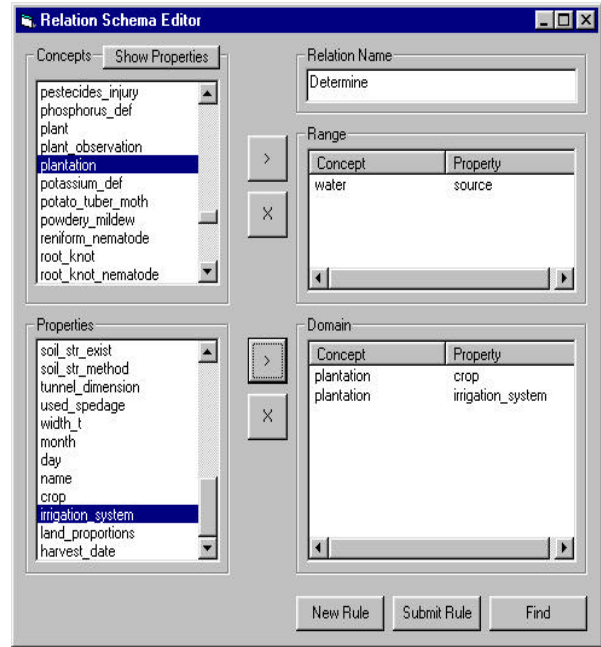 Relation Schema Editor
Concepts
Show Properties
pestecides_injury
phosphorus_def
plant
plant_observation
plantation
potassium_def
potato_tuber_moth
powdery_mildew
reniform_nematode
root_knot
root_knot_nematode
>
X
Relation Name
Determine
Range
Concept Property
water source
Properties
soil_str_exist
soil_str_method
tunnel_dimension
used_spedage
width_t
month
day
name
crop
irrigation_system
land_proportions
harvest_date
>
X
Domain
Concept Property
plantation crop
plantation irrigation_system
New Rule Submit Rule Find